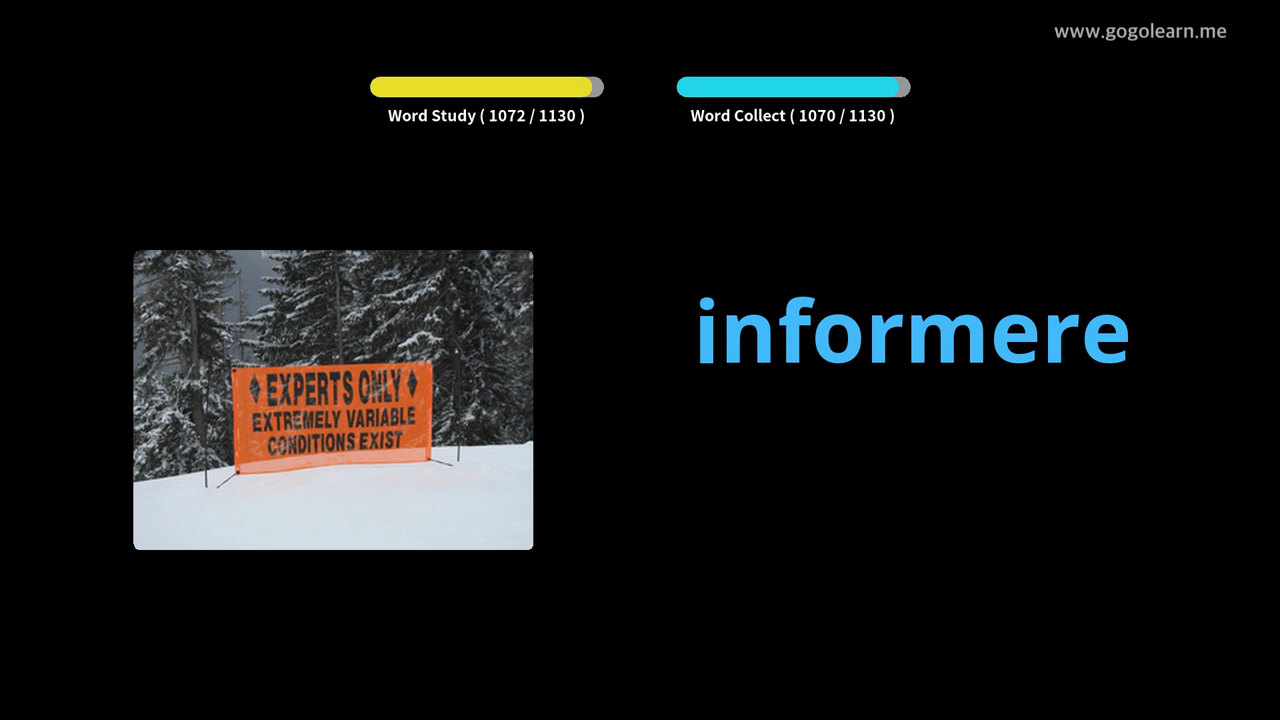 www.gogolearn.me
Word Study ( 1072 / 1130 )
Word Collect ( 1070 / 1130 )
EXPERTS ONLY
EXTREMELY VARIABLE
CONDITIONS EXIST
informere